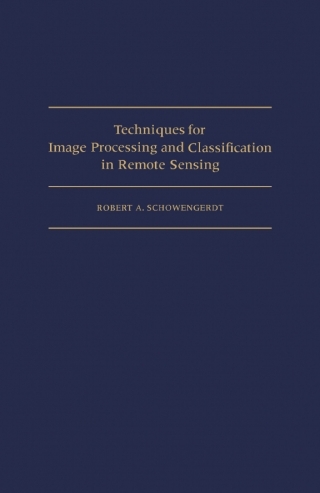 Techniques for
Image Processing and Classification
in Remote Sensing
ROBERT A. SCHOWENGERDT